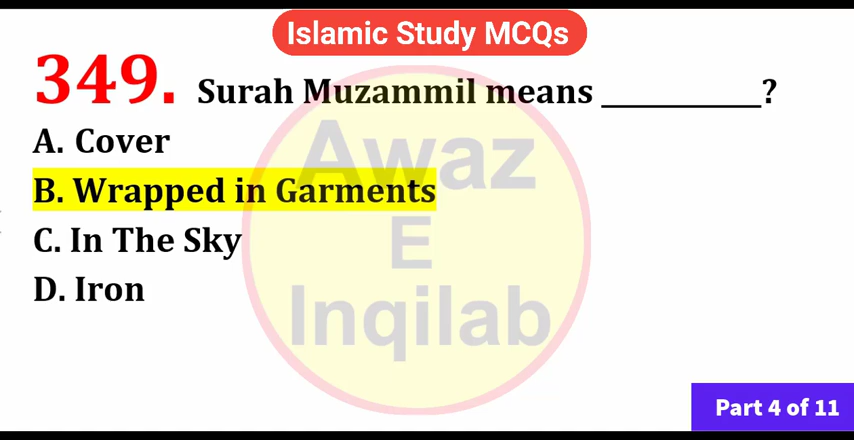 Islamic Study MCQs
349. Surah Muzammil means __________?
A. Cover
B. Wrapped in Garments
C. In The Sky
D. Iron
Awaz
E
Inqilab
Part 4 of 11